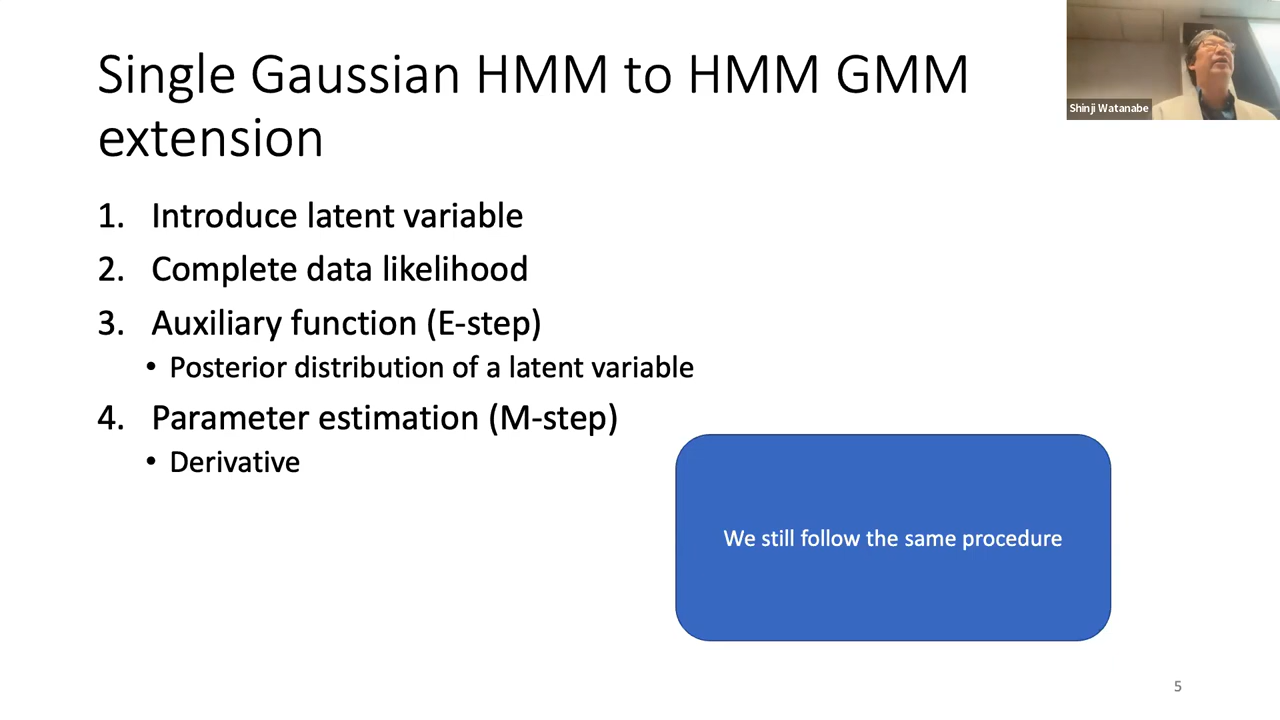 Single Gaussian HMM to HMM GMM
extension
Shinji Watanabe
1. Introduce latent variable
2. Complete data likelihood
3. Auxiliary function (E-step)
• Posterior distribution of a latent variable
4. Parameter estimation (M-step)
• Derivative
We still follow the same procedure
5